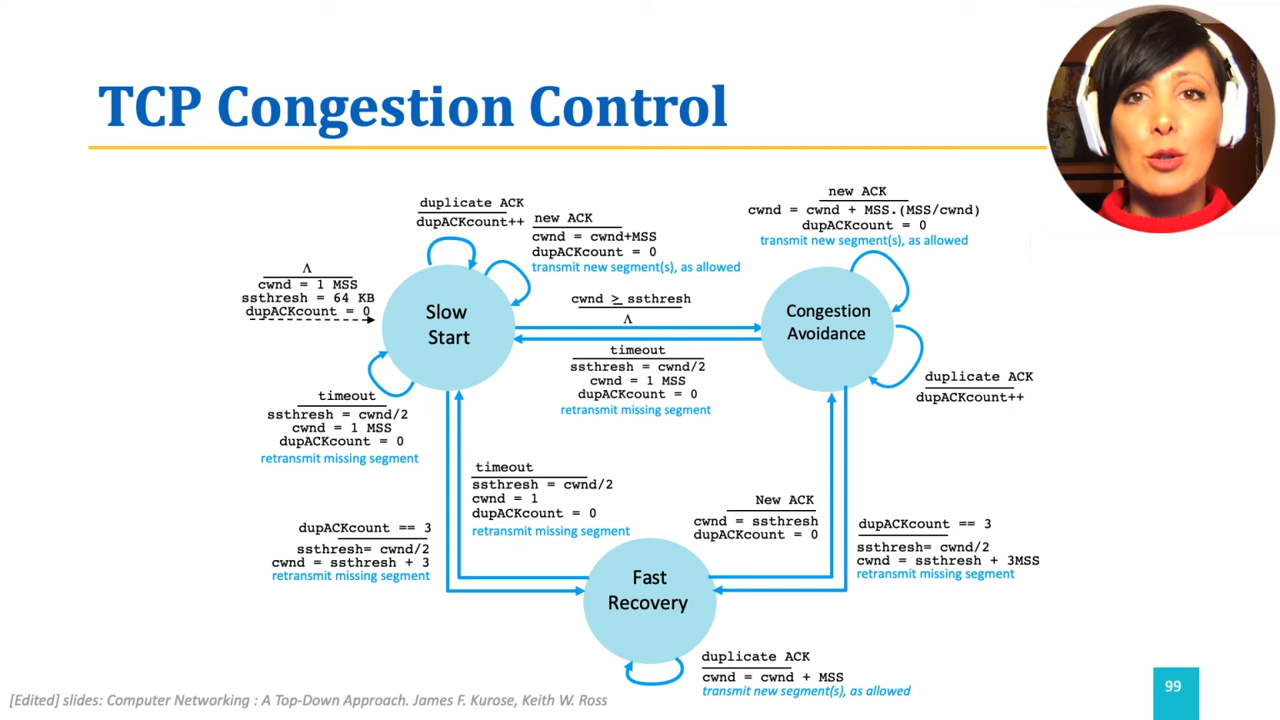 TCP Congestion Control
duplicate ACK
dupACKcount++
new ACK
cwnd = cwnd+MSS
dupACKcount = 0
transmit new segment(s), as allowed
new ACK
cwnd = cwnd + MSS.(MSS/cwnd)
dupACKcount = 0
transmit new segment(s), as allowed
Λ
cwnd = 1 MSS
ssthresh = 64 KB
dupACKcount = 0
Slow
Start
cwnd ≥ ssthresh
Λ
Congestion
Avoidance
timeout
ssthresh = cwnd/2
cwnd = 1 MSS
dupACKcount = 0
retransmit missing segment
duplicate ACK
dupACKcount++
timeout
ssthresh = cwnd/2
cwnd = 1 MSS
dupACKcount = 0
retransmit missing segment
timeout
ssthresh = cwnd/2
cwnd = 1
dupACKcount = 0
retransmit missing segment
New ACK
cwnd = ssthresh
dupACKcount = 0
dupACKcount == 3
ssthresh= cwnd/2
cwnd = ssthresh + 3
retransmit missing segment
dupACKcount == 3
ssthresh= cwnd/2
cwnd = ssthresh + 3MSS
retransmit missing segment
Fast
Recovery
duplicate ACK
cwnd = cwnd + MSS
transmit new segment(s), as allowed
[Edited] slides: Computer Networking : A Top-Down Approach. James F. Kurose, Keith W. Ross
99